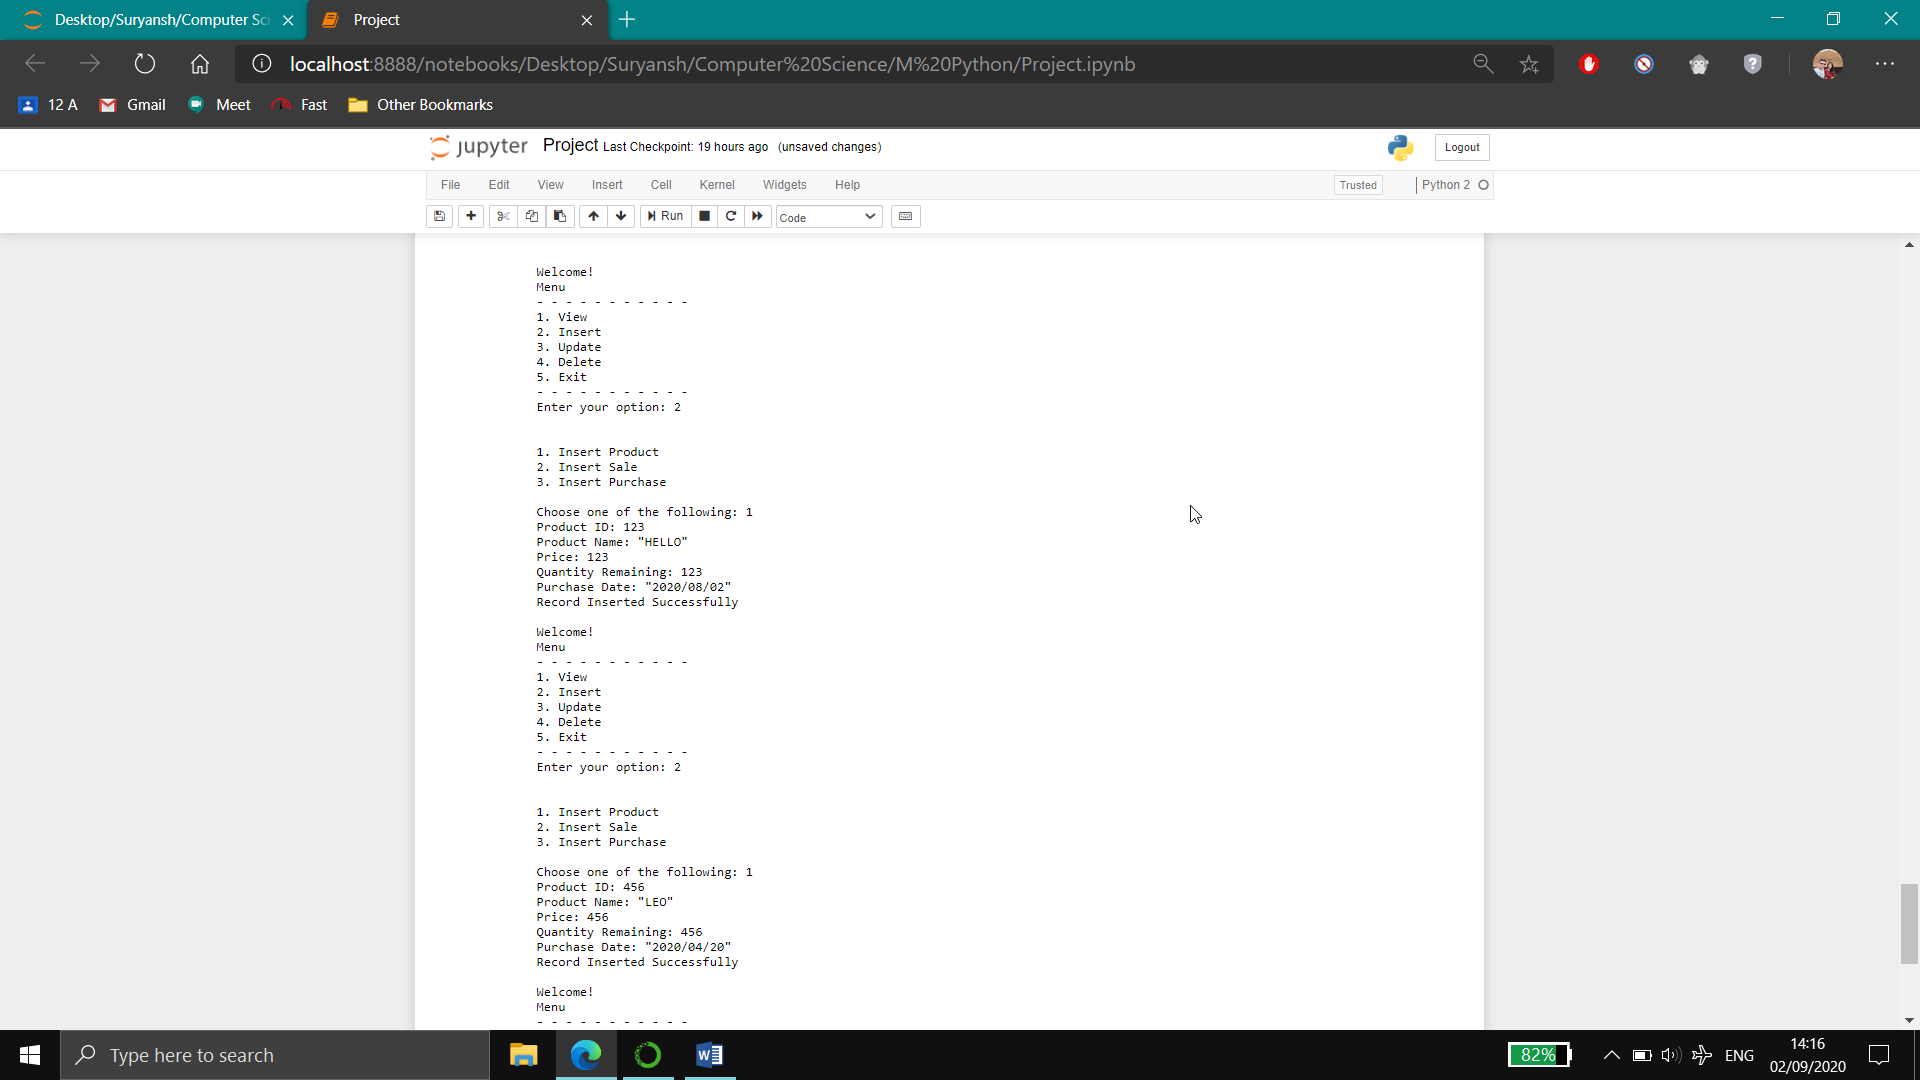 Desktop/Suryansh/Computer Sci
Project
localhost:8888/notebooks/Desktop/Suryansh/Computer%20Science/M%20Python/Project.ipynb
12 A Gmail Meet Fast Other Bookmarks
jupyter Project Last Checkpoint: 19 hours ago (unsaved changes) Logout
File Edit View Insert Cell Kernel Widgets Help Trusted Python 2
Run Code
Welcome!
Menu
- - - - - - - - - - -
1. View
2. Insert
3. Update
4. Delete
5. Exit
- - - - - - - - - - -
Enter your option: 2
1. Insert Product
2. Insert Sale
3. Insert Purchase
Choose one of the following: 1
Product ID: 123
Product Name: "HELLO"
Price: 123
Quantity Remaining: 123
Purchase Date: "2020/08/02"
Record Inserted Successfully
Welcome!
Menu
- - - - - - - - - - -
1. View
2. Insert
3. Update
4. Delete
5. Exit
- - - - - - - - - - -
Enter your option: 2
1. Insert Product
2. Insert Sale
3. Insert Purchase
Choose one of the following: 1
Product ID: 456
Product Name: "LEO"
Price: 456
Quantity Remaining: 456
Purchase Date: "2020/04/20"
Record Inserted Successfully
Welcome!
Menu
- - - - - - - - - - -
Type here to search
82%
ENG
14:16
02/09/2020